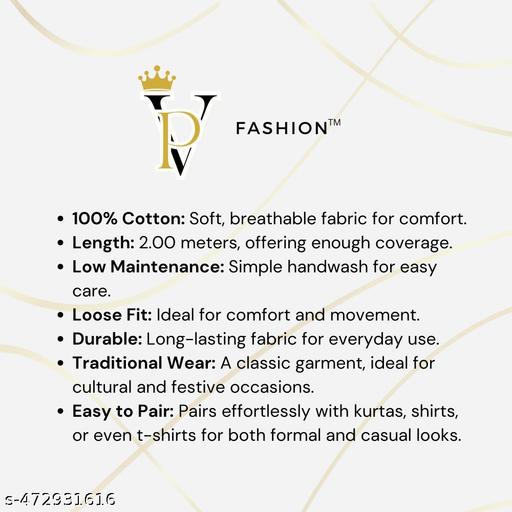 VP FASHION™
• 100% Cotton: Soft, breathable fabric for comfort.
• Length: 2.00 meters, offering enough coverage.
• Low Maintenance: Simple handwash for easy
care.
• Loose Fit: Ideal for comfort and movement.
• Durable: Long-lasting fabric for everyday use.
• Traditional Wear: A classic garment, ideal for
cultural and festive occasions.
• Easy to Pair: Pairs effortlessly with kurtas, shirts,
or even t-shirts for both formal and casual looks.
s-472931616